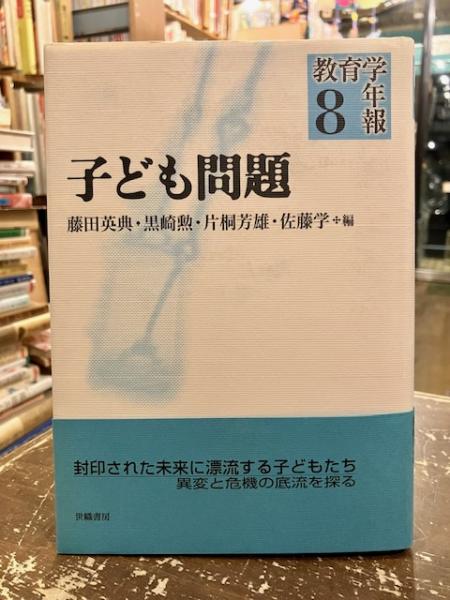 教育学年報
8
子ども問題
藤田英典・黒崎勲・片桐芳雄・佐藤学✣編
封印された未来に漂流する子どもたち
異変と危機の底流を探る
世織書房